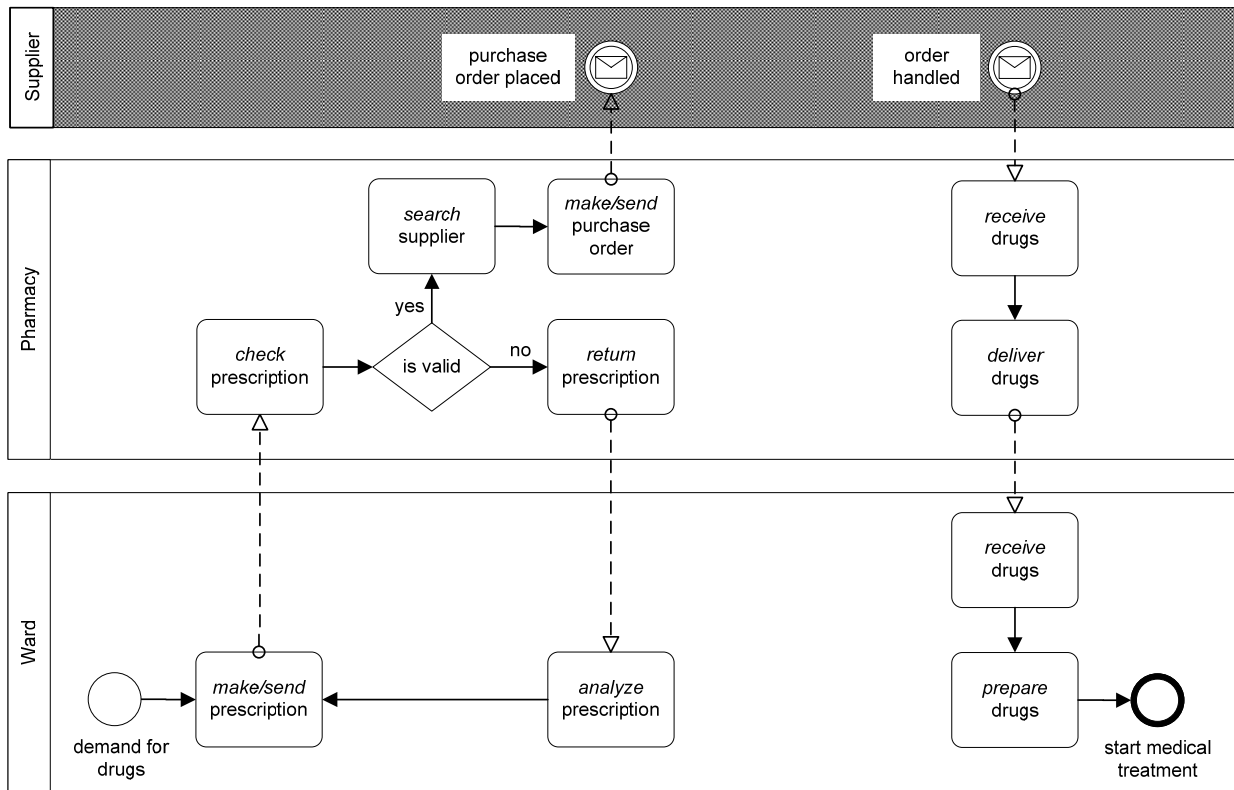 Supplier
purchase
order placed
order
handled
Pharmacy
search
supplier
make/send
purchase
order
receive
drugs
yes
check
prescription
is valid
no
return
prescription
deliver
drugs
Ward
receive
drugs
make/send
prescription
analyze
prescription
prepare
drugs
demand for
drugs
start medical
treatment